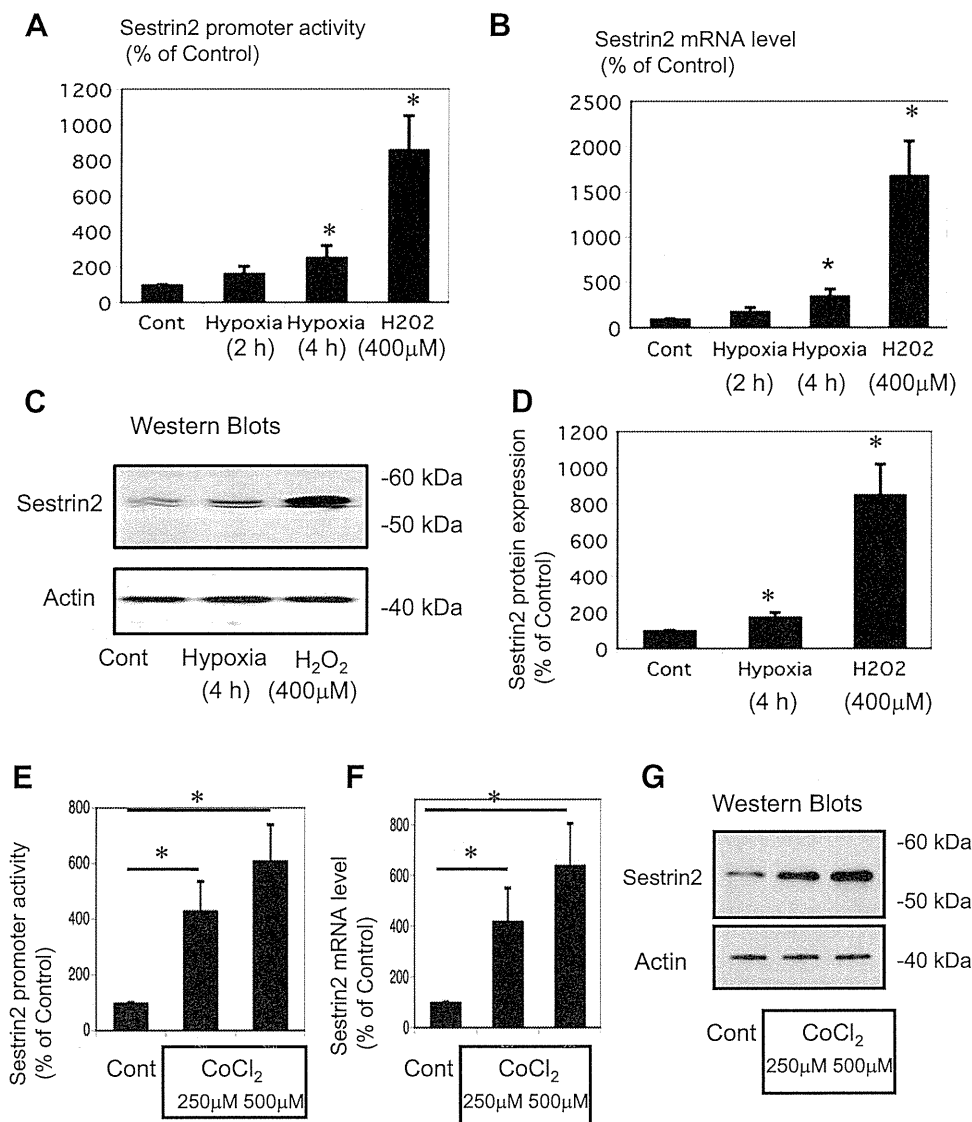 A
Sestrin2 promoter activity
(% of Control)
1200
1000
800
600
400
200
0
*
*
Cont Hypoxia Hypoxia H2O2
(2 h) (4 h) (400μM)
B
Sestrin2 mRNA level
(% of Control)
2500
2000
1500
1000
500
0
*
*
Cont Hypoxia Hypoxia H2O2
(2 h) (4 h) (400μM)
C
Western Blots
Sestrin2
-60 kDa
-50 kDa
Actin
-40 kDa
Cont Hypoxia H₂O₂
(4 h) (400μM)
D
Sestrin2 protein expression
(% of Control)
1200
1000
800
600
400
200
0
*
*
Cont Hypoxia H2O2
(4 h) (400μM)
E
Sestrin2 promoter activity
(% of Control)
800
600
400
200
0
*
*
Cont CoCl₂
250μM 500μM
F
Sestrin2 mRNA level
(% of Control)
800
600
400
200
0
*
*
Cont CoCl₂
250μM 500μM
G
Western Blots
Sestrin2
-60 kDa
-50 kDa
Actin
-40 kDa
Cont CoCl₂
250μM 500μM